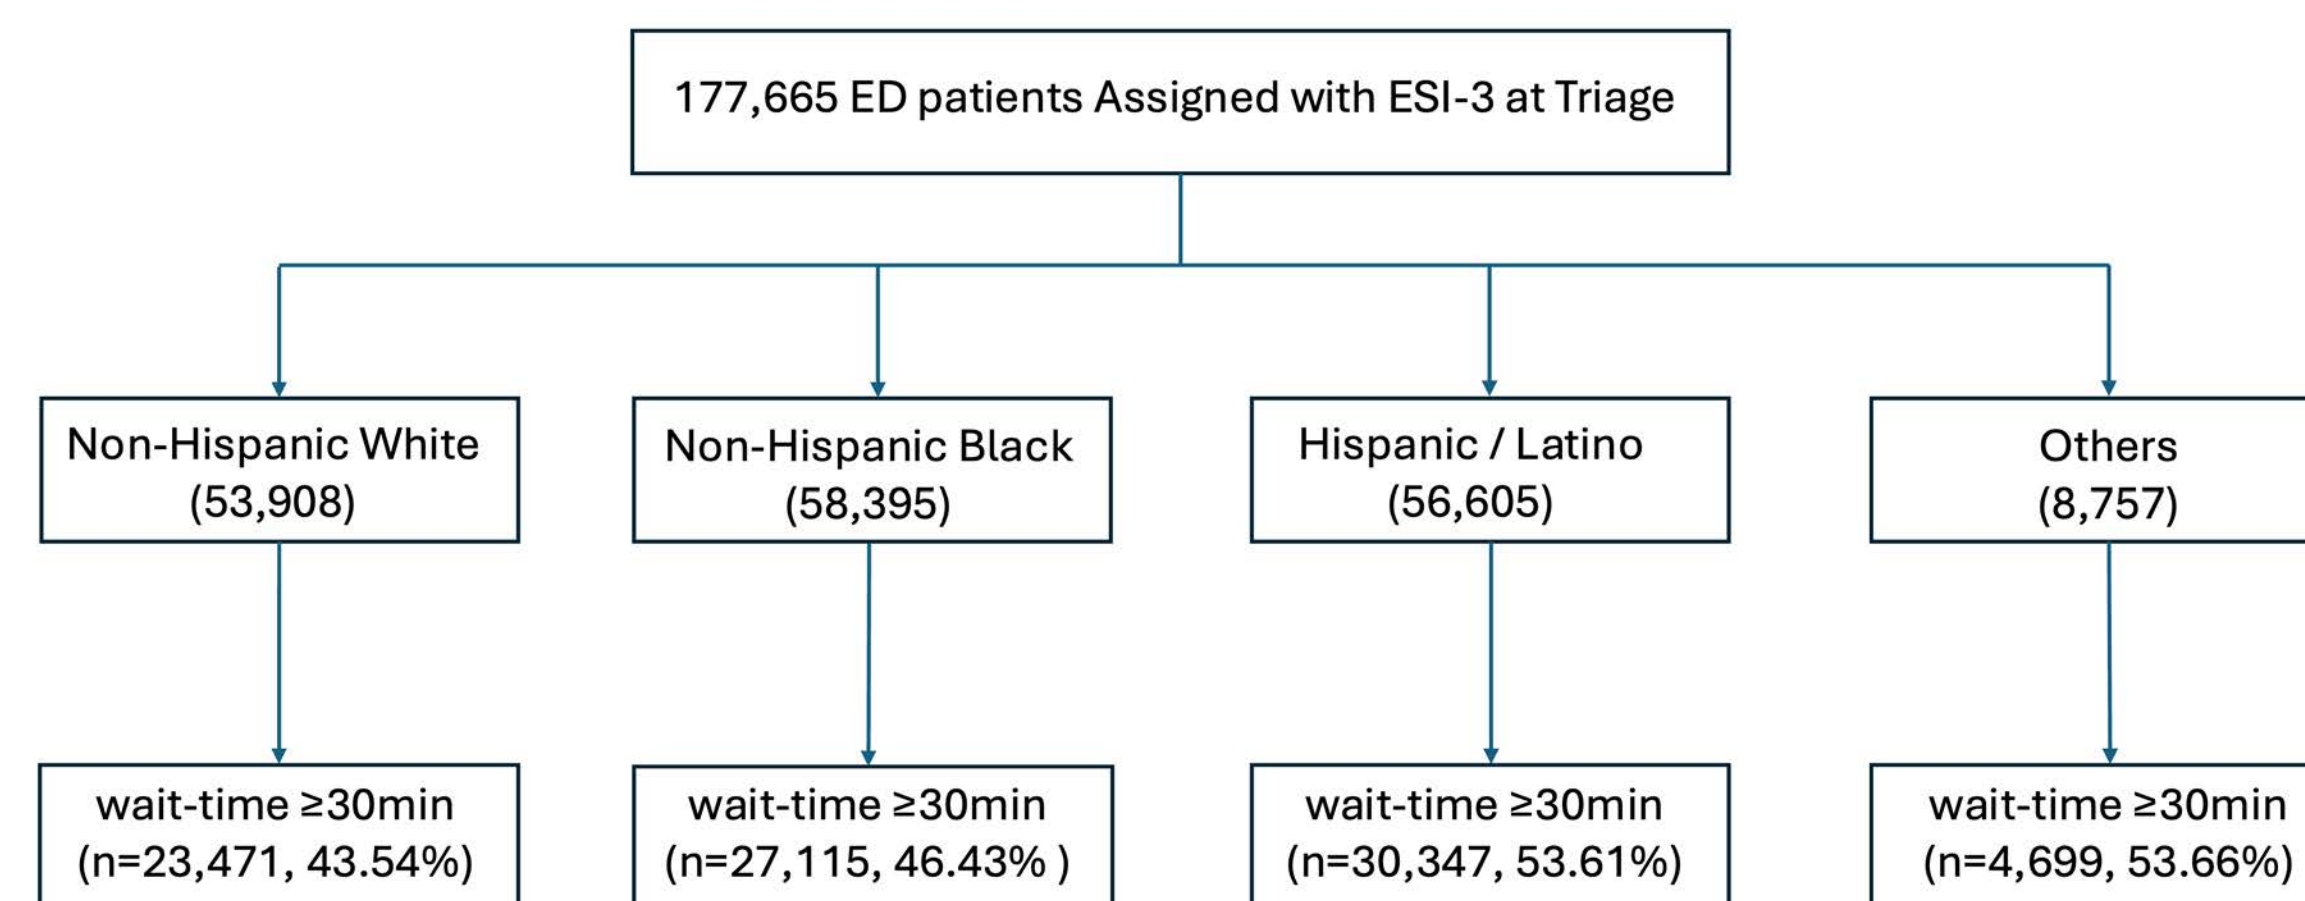 177,665 ED patients Assigned with ESI-3 at Triage
Non-Hispanic White
(53,908)
Non-Hispanic Black
(58,395)
Hispanic / Latino
(56,605)
Others
(8,757)
wait-time ≥30min
(n=23,471, 43.54%)
wait-time ≥30min
(n=27,115, 46.43% )
wait-time ≥30min
(n=30,347, 53.61%)
wait-time ≥30min
(n=4,699, 53.66%)